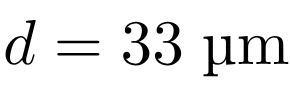 d = 33 µm